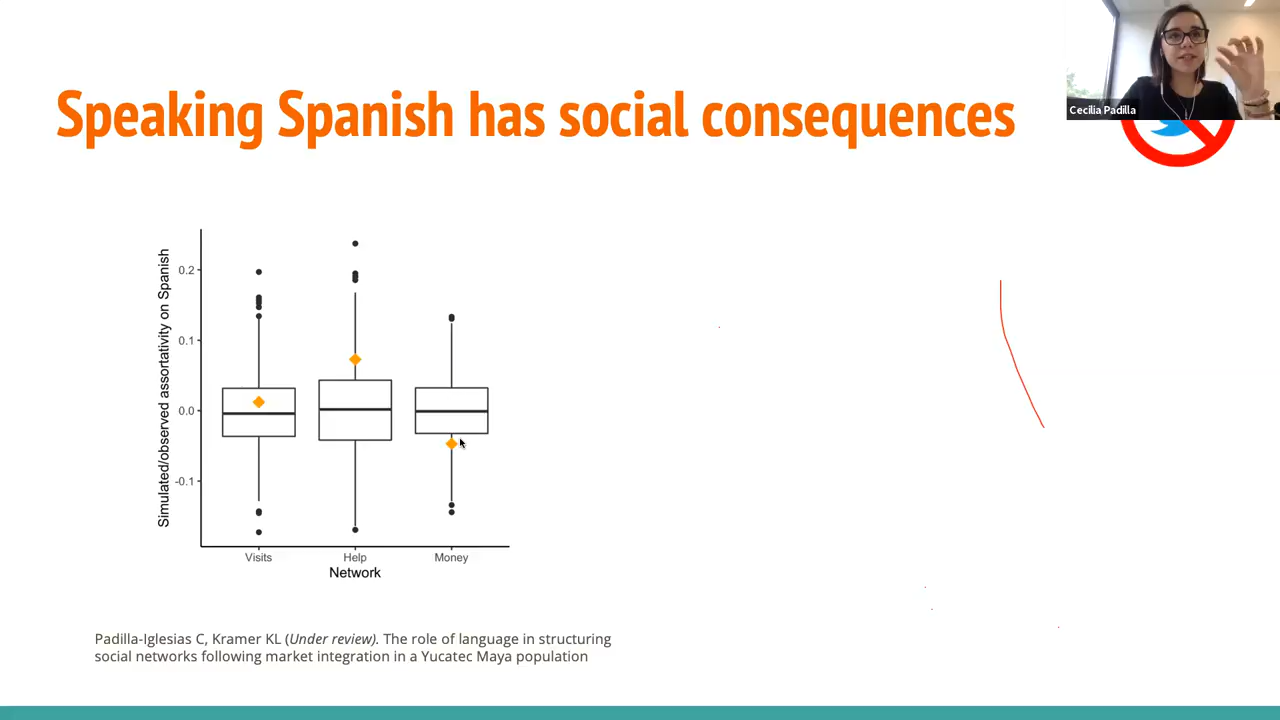 Cecilia Padilla
Speaking Spanish has social consequences
Simulated/observed assortativity on Spanish
0.2
0.1
0.0
-0.1
Visits Help Money
Network
Padilla-Iglesias C, Kramer KL (Under review). The role of language in structuring
social networks following market integration in a Yucatec Maya population